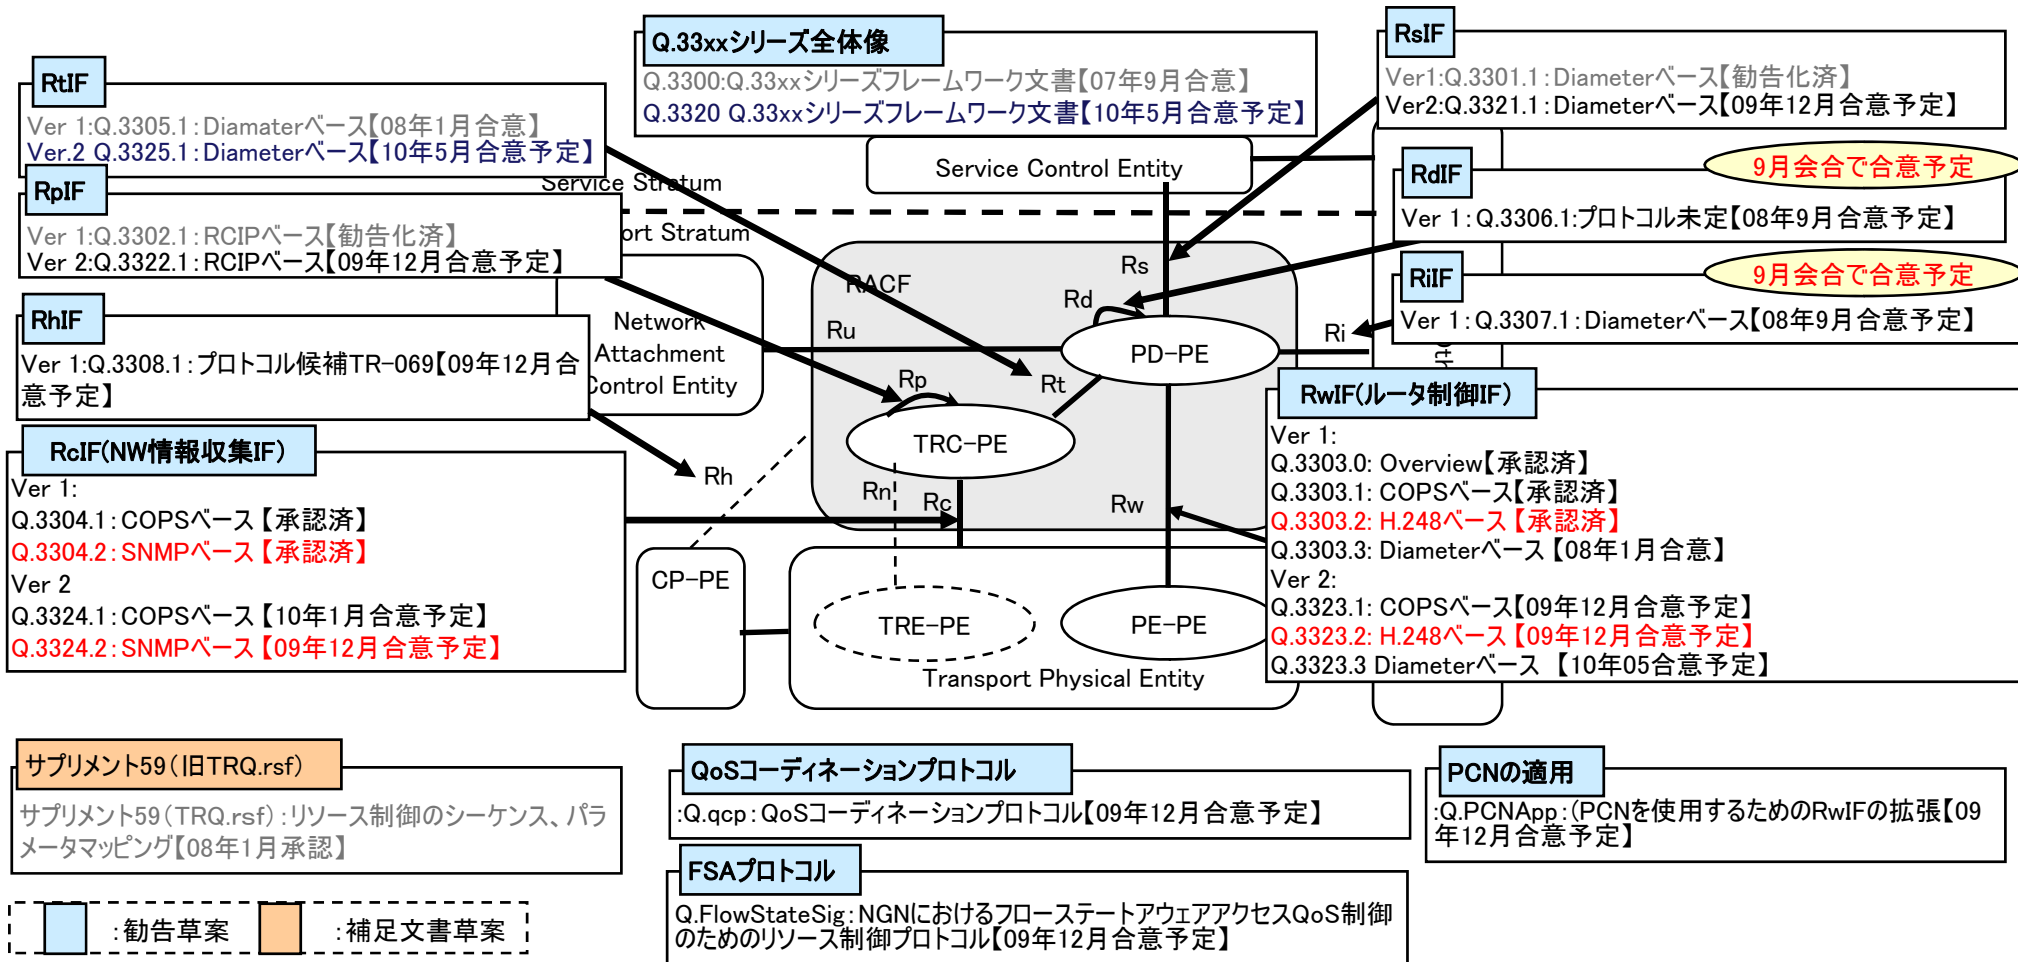 Q.33xxシリーズ全体像
Q.3300:Q.33xxシリーズフレームワーク文書【07年9月合意】
Q.3320 Q.33xxシリーズフレームワーク文書【10年5月合意予定】
RsIF
Ver1:Q.3301.1:Diameterベース【勧告化済】
Ver2:Q.3321.1:Diameterベース【09年12月合意予定】
RtIF
Ver 1:Q.3305.1:Diamaterベース【08年1月合意】
Ver.2 Q.3325.1:Diameterベース【10年5月合意予定】
RpIF
Ver 1:Q.3302.1:RCIPベース【勧告化済】
Ver 2:Q.3322.1:RCIPベース【09年12月合意予定】
Service Stratum
ort Stratum
Service Control Entity
RdIF
9月会合で合意予定
Ver 1:Q.3306.1:プロトコル未定【08年9月合意予定】
RiIF
9月会合で合意予定
Ver 1:Q.3307.1:Diameterベース【08年9月合意予定】
RhIF
Ver 1:Q.3308.1:プロトコル候補TR-069【09年12月合
意予定】
Network
Attachment
Control Entity
RACF
Rs
Rd
Ru
Ri
PD-PE
Rp
Rt
TRC-PE
Rh
Rn
Rc
Rw
Oth
RcIF(NW情報収集IF)
Ver 1:
Q.3304.1:COPSベース【承認済】
Q.3304.2:SNMPベース【承認済】
Ver 2
Q.3324.1:COPSベース【10年1月合意予定】
Q.3324.2:SNMPベース【09年12月合意予定】
RwIF(ルータ制御IF)
Ver 1:
Q.3303.0: Overview【承認済】
Q.3303.1: COPSベース【承認済】
Q.3303.2: H.248ベース【承認済】
Q.3303.3: Diameterベース【08年1月合意】
Ver 2:
Q.3323.1: COPSベース【09年12月合意予定】
Q.3323.2: H.248ベース【09年12月合意予定】
Q.3323.3 Diameterベース 【10年05合意予定】
CP-PE
TRE-PE
PE-PE
Transport Physical Entity
サプリメント59(旧TRQ.rsf)
サプリメント59(TRQ.rsf):リソース制御のシーケンス、パラ
メータマッピング【08年1月承認】
QoSコーディネーションプロトコル
:Q.qcp:QoSコーディネーションプロトコル【09年12月合意予定】
PCNの適用
:Q.PCNApp:(PCNを使用するためのRwIFの拡張【09
年12月合意予定】
FSAプロトコル
Q.FlowStateSig:NGNにおけるフローステートアウェアアクセスQoS制御
のためのリソース制御プロトコル【09年12月合意予定】
:勧告草案
:補足文書草案